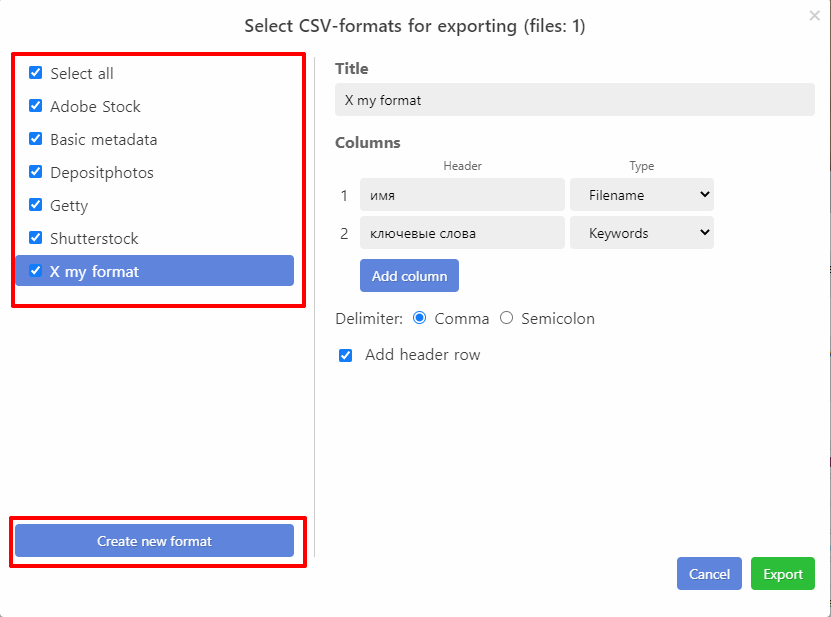 Select CSV-formats for exporting (files: 1)
×
Select all
Adobe Stock
Basic metadata
Depositphotos
Getty
Shutterstock
X my format
Create new format
Title
X my format
Columns
Header Type
1 имя Filename
2 ключевые слова Keywords
Add column
Delimiter: Comma Semicolon
Add header row
Cancel Export